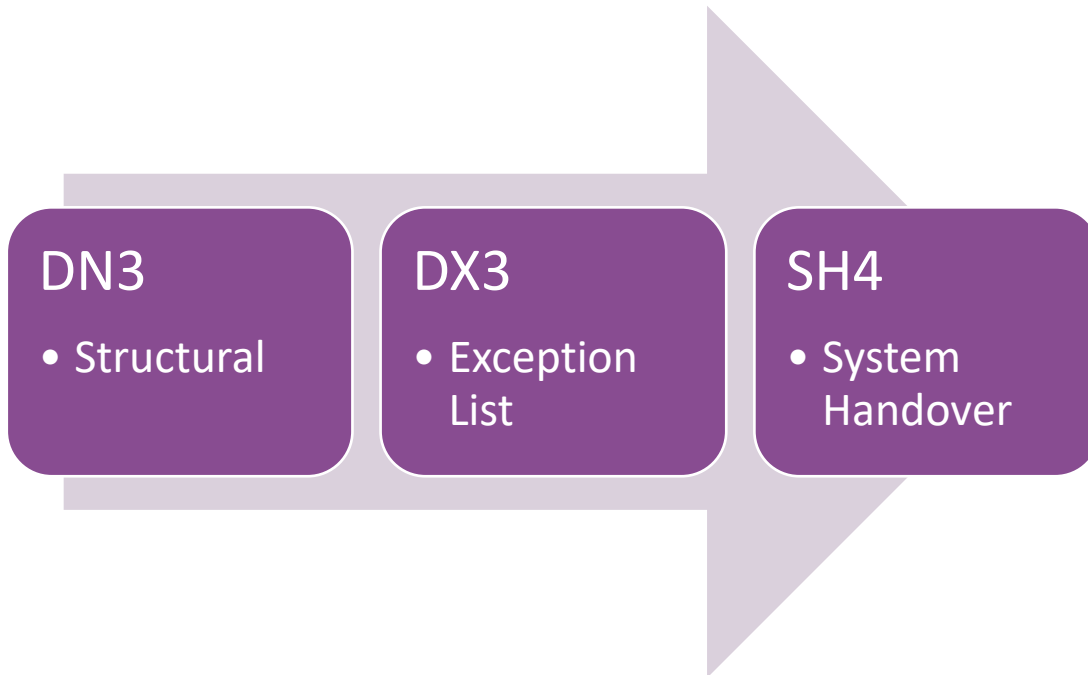 DN3
• Structural
DX3
• Exception
List
SH4
• System
Handover